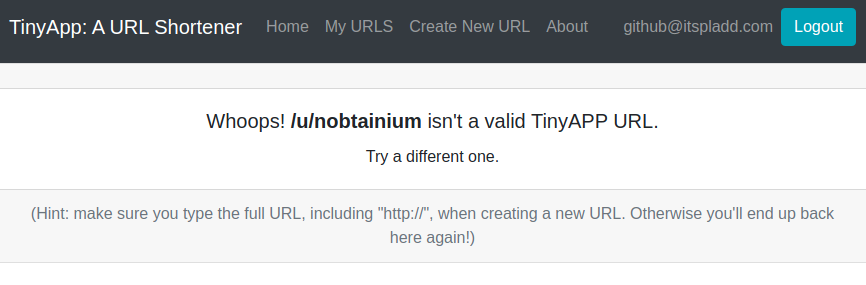 TinyApp: A URL Shortener Home My URLS Create New URL About github@itspladd.com Logout
Whoops! /u/nobtainium isn't a valid TinyAPP URL.
Try a different one.
(Hint: make sure you type the full URL, including "http://", when creating a new URL. Otherwise you'll end up back
here again!)